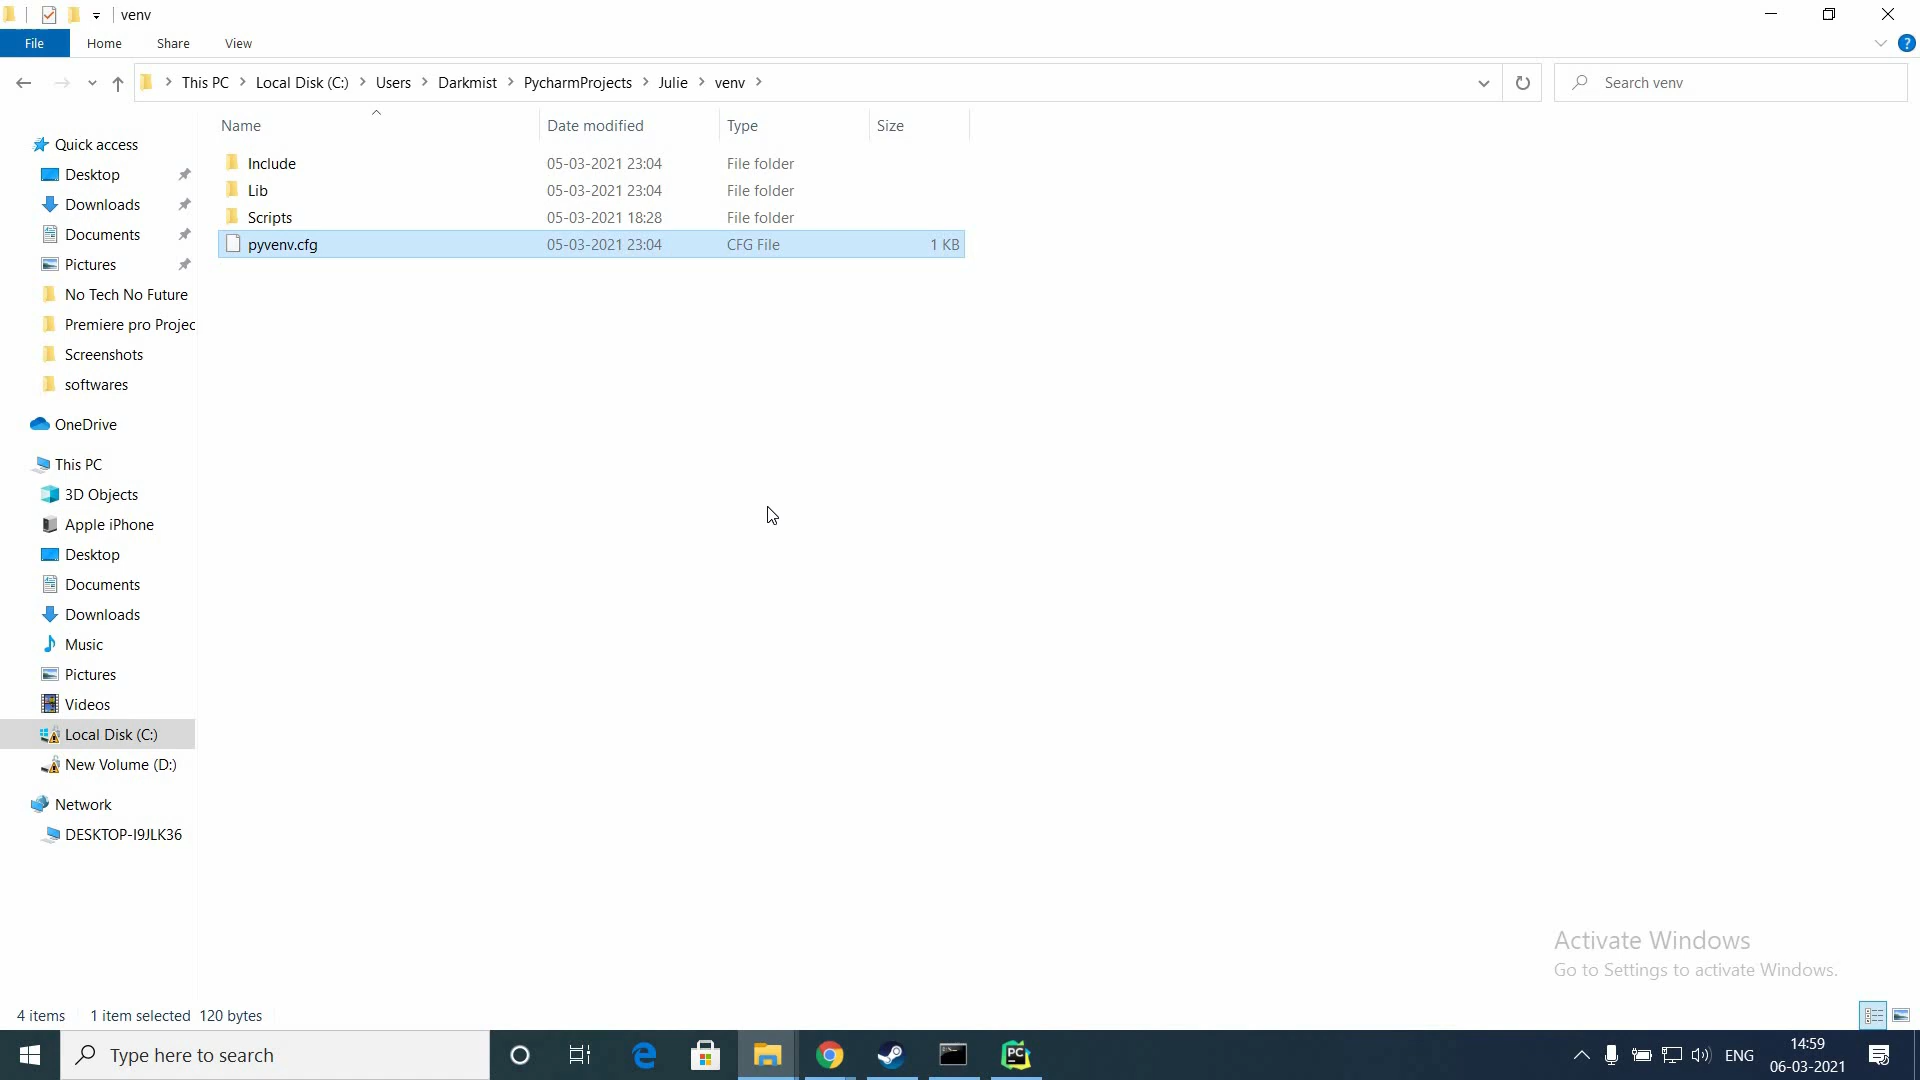 venv
File Home Share View
This PC Local Disk (C:) Users Darkmist PycharmProjects Julie venv
Search venv
Name Date modified Type Size
Include 05-03-2021 23:04 File folder
Lib 05-03-2021 23:04 File folder
Scripts 05-03-2021 18:28 File folder
pyvenv.cfg 05-03-2021 23:04 CFG File 1 KB
Quick access
Desktop
Downloads
Documents
Pictures
No Tech No Future
Premiere pro Projec
Screenshots
softwares
OneDrive
This PC
3D Objects
Apple iPhone
Desktop
Documents
Downloads
Music
Pictures
Videos
Local Disk (C:)
New Volume (D:)
Network
DESKTOP-I9JLK36
Activate Windows
Go to Settings to activate Windows.
4 items 1 item selected 120 bytes
Type here to search
PC
ENG
14:59
06-03-2021